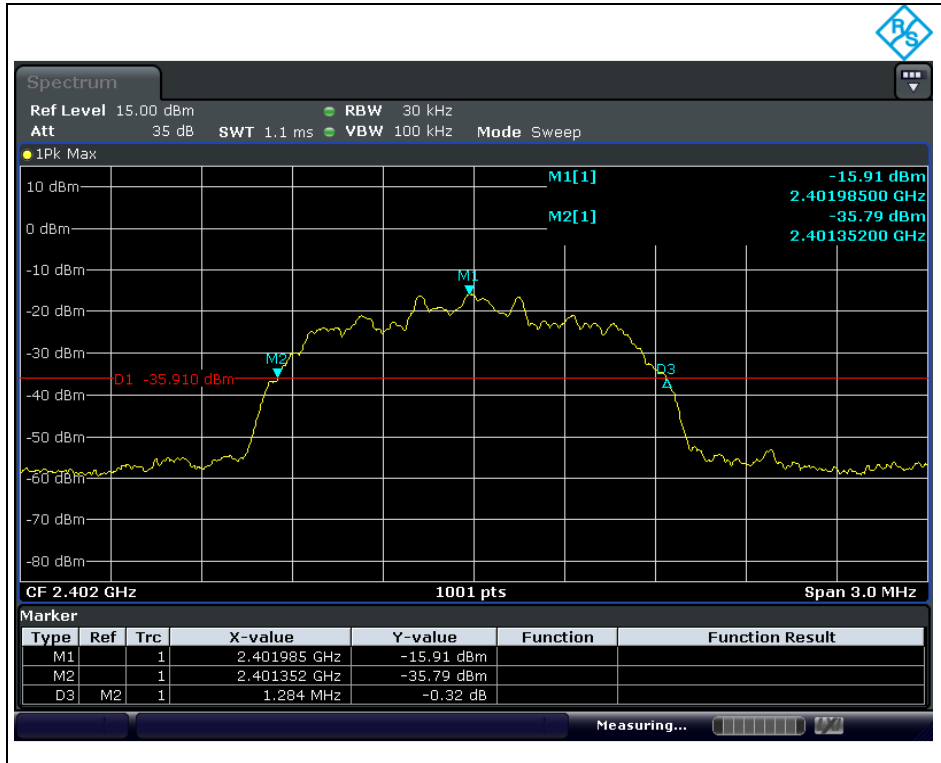 R&S
Spectrum
Ref Level 15.00 dBm RBW 30 kHz
Att 35 dB SWT 1.1 ms VBW 100 kHz Mode Sweep
1Pk Max
M1[1] -15.91 dBm
2.40198500 GHz
M2[1] -35.79 dBm
2.40135200 GHz
10 dBm
0 dBm
-10 dBm
M1
-20 dBm
-30 dBm
M2
D3
D1 -35.910 dBm
-40 dBm
-50 dBm
-60 dBm
-70 dBm
-80 dBm
CF 2.402 GHz 1001 pts Span 3.0 MHz
Marker
Type Ref Trc X-value Y-value Function Function Result
M1 1 2.401985 GHz -15.91 dBm
M2 1 2.401352 GHz -35.79 dBm
D3 M2 1 1.284 MHz -0.32 dB
Measuring...